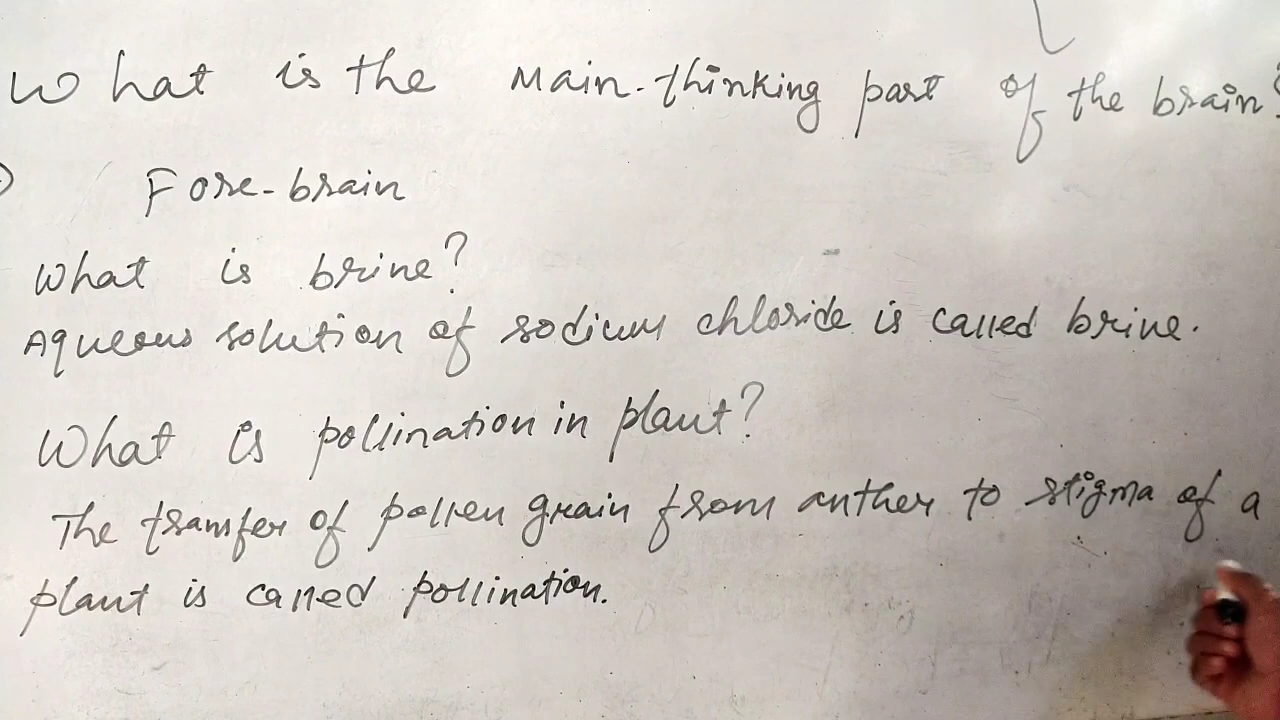 What is the Main-thinking part of the brain?
Fore-brain
What is brine?
Aqueous solution of sodium chloride is called brine.
What is pollination in plant?
The transfer of pollen grain from anther to stigma of a
plant is called pollination.